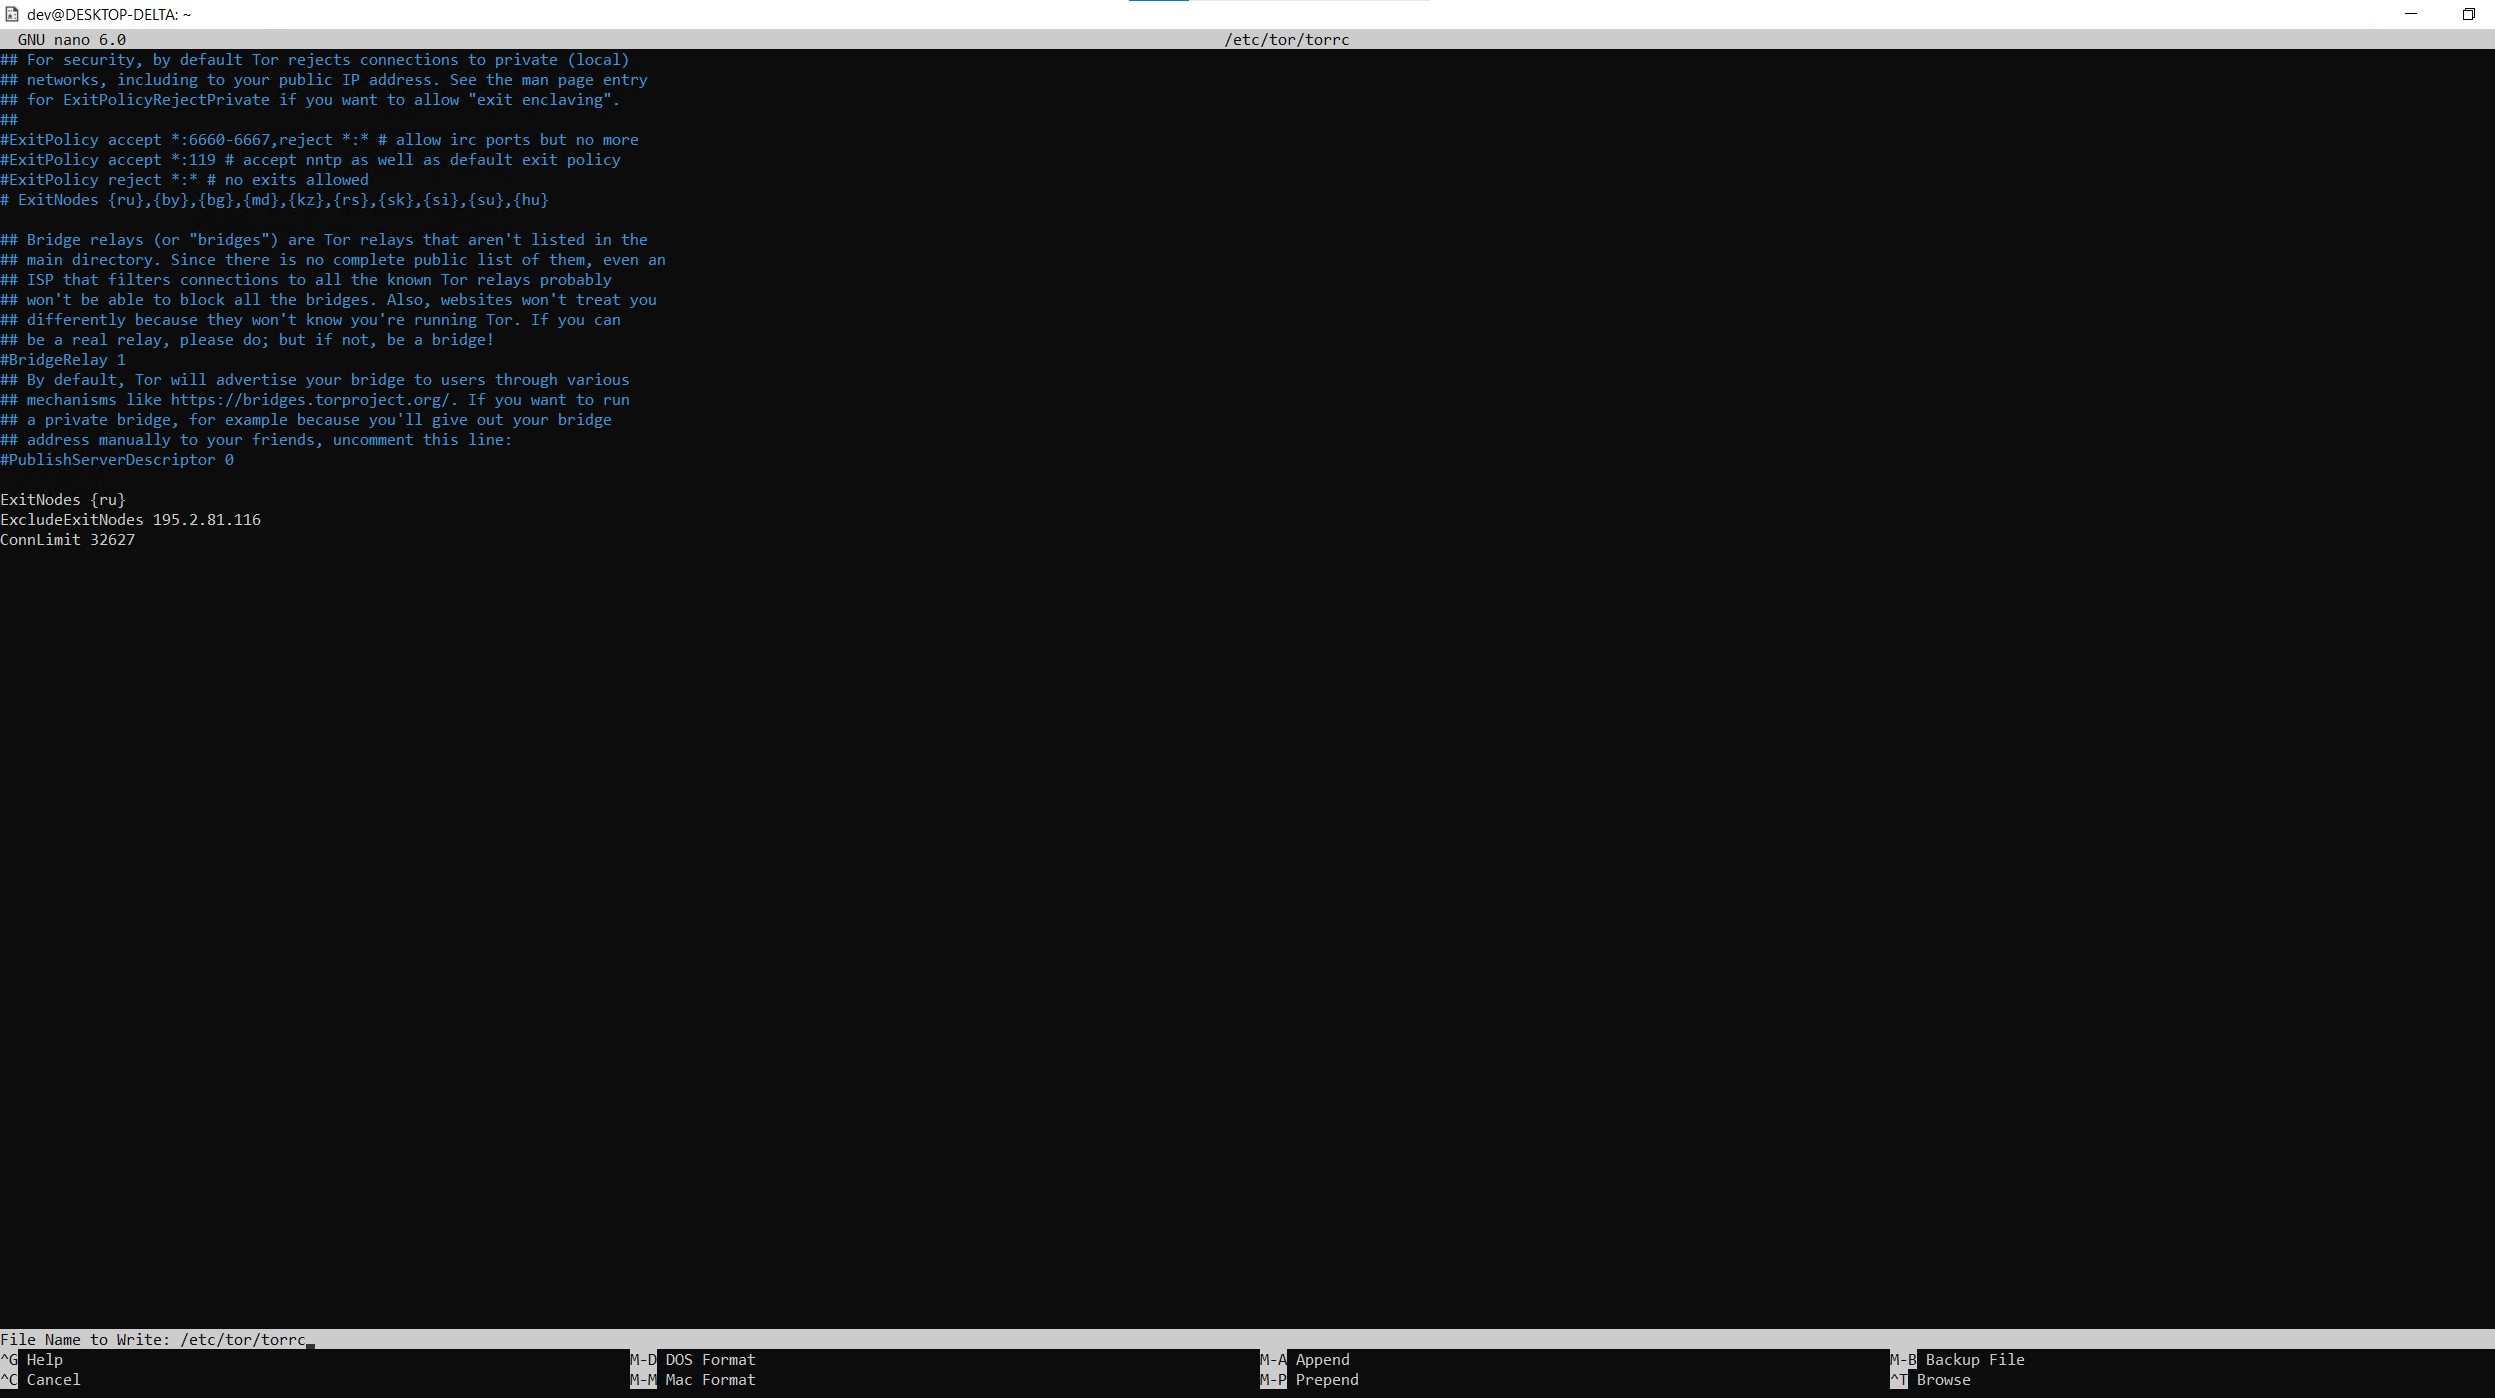 dev@DESKTOP-DELTA: ~
GNU nano 6.0 /etc/tor/torrc
## For security, by default Tor rejects connections to private (local)
## networks, including to your public IP address. See the man page entry
## for ExitPolicyRejectPrivate if you want to allow "exit enclaving".
##
#ExitPolicy accept *:6660-6667,reject *:* # allow irc ports but no more
#ExitPolicy accept *:119 # accept nntp as well as default exit policy
#ExitPolicy reject *:* # no exits allowed
# ExitNodes {ru},{by},{bg},{md},{kz},{rs},{sk},{si},{su},{hu}
## Bridge relays (or "bridges") are Tor relays that aren't listed in the
## main directory. Since there is no complete public list of them, even an
## ISP that filters connections to all the known Tor relays probably
## won't be able to block all the bridges. Also, websites won't treat you
## differently because they won't know you're running Tor. If you can
## be a real relay, please do; but if not, be a bridge!
#BridgeRelay 1
## By default, Tor will advertise your bridge to users through various
## mechanisms like https://bridges.torproject.org/. If you want to run
## a private bridge, for example because you'll give out your bridge
## address manually to your friends, uncomment this line:
#PublishServerDescriptor 0
ExitNodes {ru}
ExcludeExitNodes 195.2.81.116
ConnLimit 32627
File Name to Write: /etc/tor/torrc
^G Help M-D DOS Format M-A Append M-B Backup File
^C Cancel M-M Mac Format M-P Prepend ^T Browse